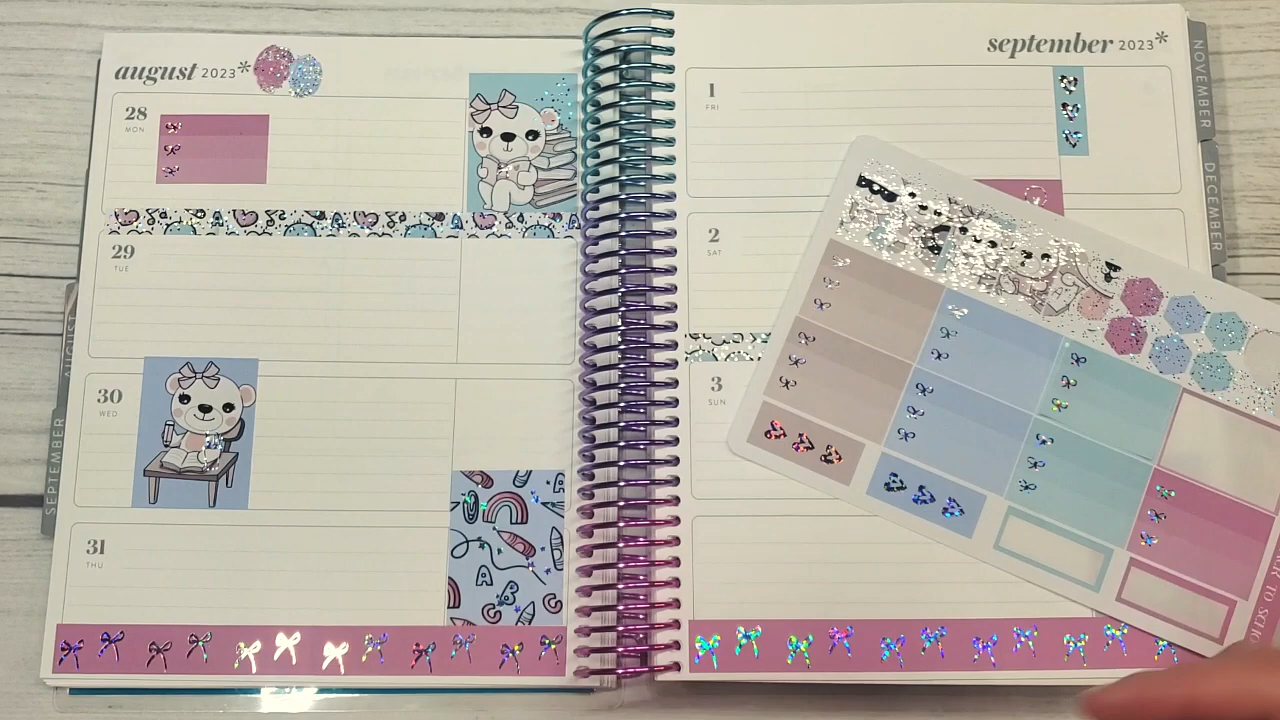 august 2023*
28
MON
29
TUE
30
WED
31
THU
AUGUST
SEPTEMBER
september 2023*
1
FRI
2
SAT
3
SUN
NOVEMBER
DECEMBER
A
B
C